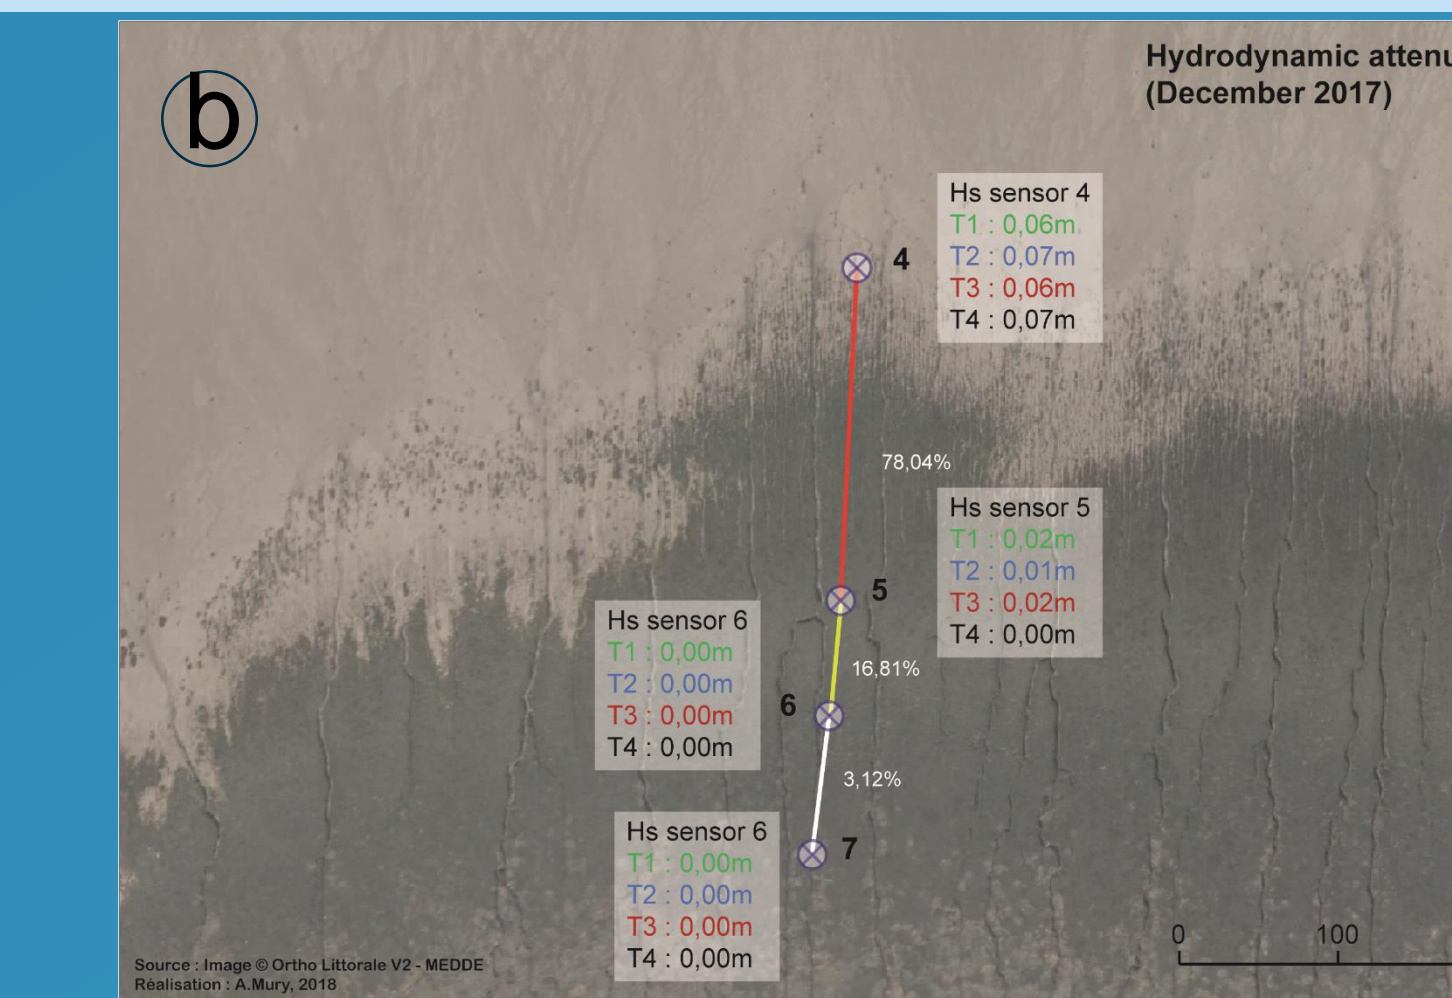 b
Hydrodynamic attenu
(December 2017)
Hs sensor 4
T1 : 0,06m
T2 : 0,07m
T3 : 0,06m
T4 : 0,07m
4
78,04%
Hs sensor 5
T1 : 0,02m
T2 : 0,01m
T3 : 0,02m
T4 : 0,00m
5
Hs sensor 6
T1 : 0,00m
T2 : 0,00m
T3 : 0,00m
T4 : 0,00m
16,81%
6
3,12%
Hs sensor 6
T1 : 0,00m
T2 : 0,00m
T3 : 0,00m
T4 : 0,00m
7
0 100
Source : Image © Ortho Littorale V2 - MEDDE
Réalisation : A.Mury, 2018